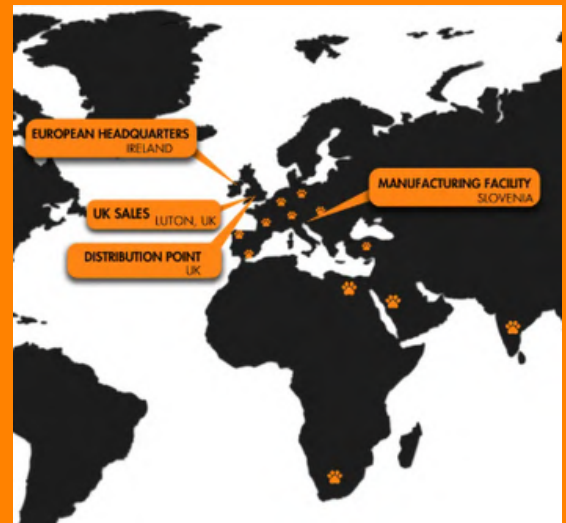 EUROPEAN HEADQUARTERS
IRELAND
UK SALES LUTON, UK
MANUFACTURING FACILITY
SLOVENIA
DISTRIBUTION POINT
UK